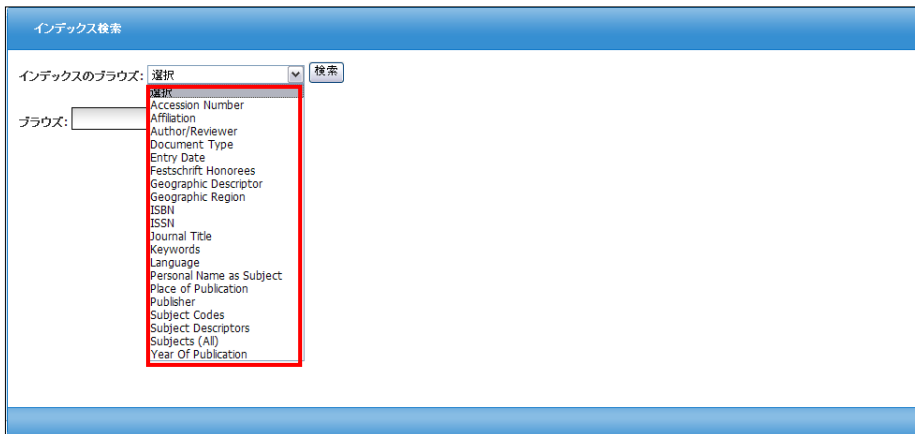 インデックス検索
インデックスのブラウズ: 選択 検索
選択
Accession Number
Affiliation
ブラウズ:
Author/Reviewer
Document Type
Entry Date
Festschrift Honorees
Geographic Descriptor
Geographic Region
ISBN
ISSN
Journal Title
Keywords
Language
Personal Name as Subject
Place of Publication
Publisher
Subject Codes
Subject Descriptors
Subjects (All)
Year Of Publication